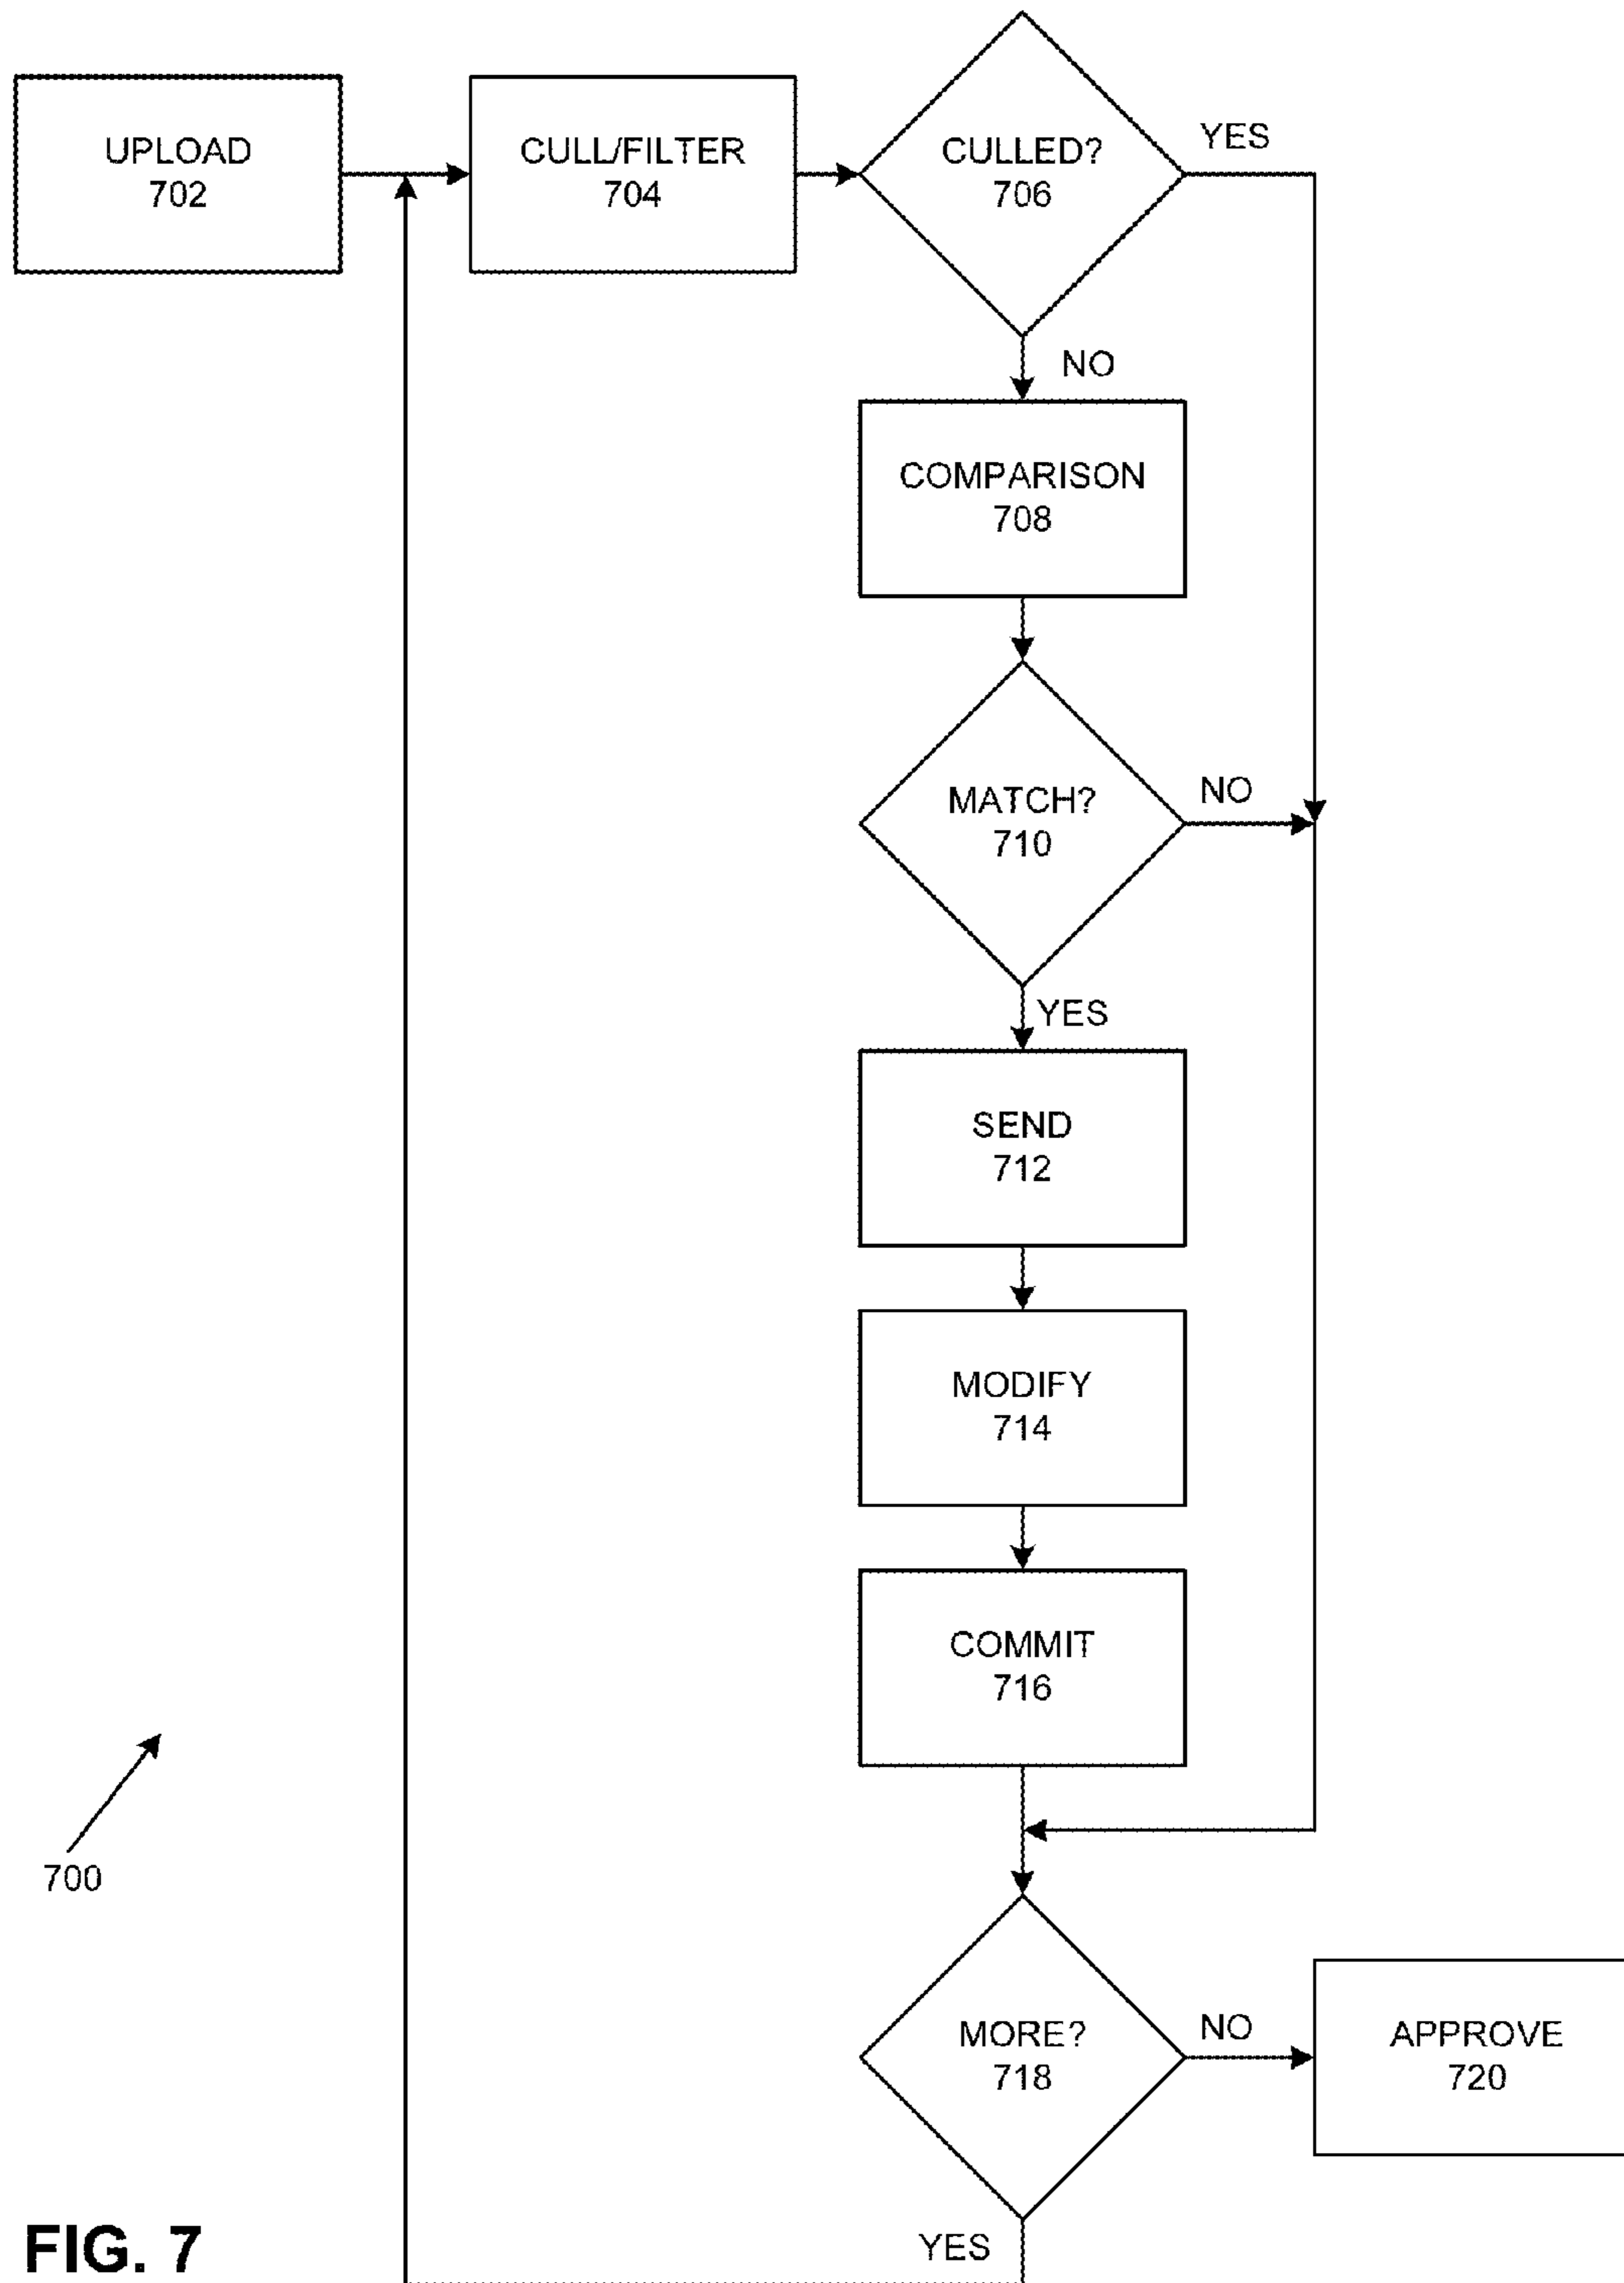 UPLOAD
702
CULL/FILTER
704
CULLED?
706
YES
NO
COMPARISON
708
MATCH?
710
NO
YES
SEND
712
MODIFY
714
COMMIT
716
700
MORE?
718
NO
APPROVE
720
YES
FIG. 7